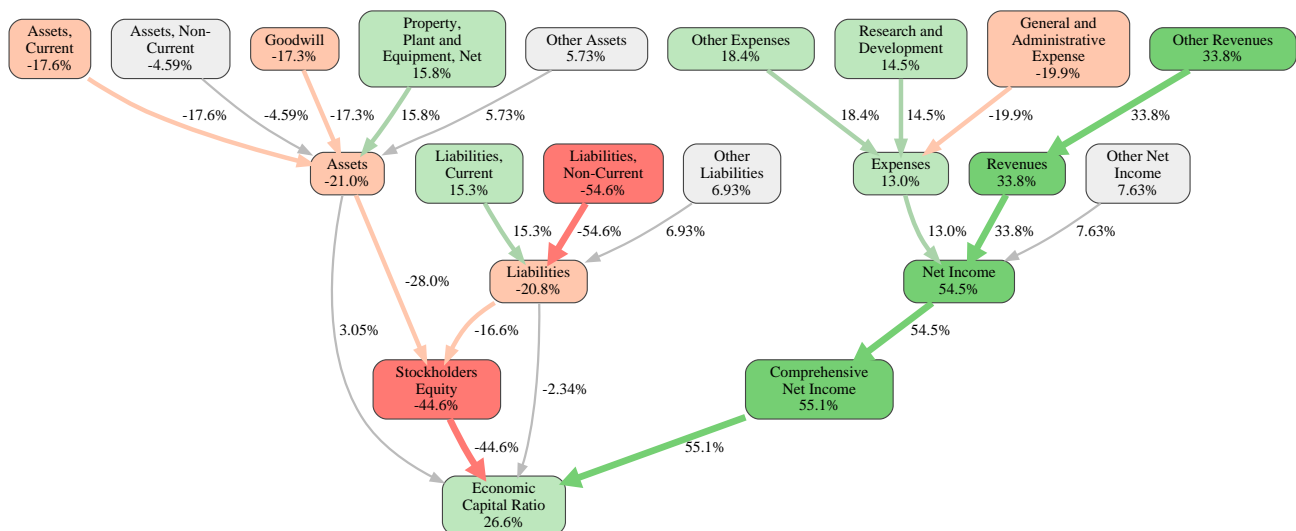 Assets,
Current
-17.6%
Assets, Non-
Current
-4.59%
Goodwill
-17.3%
Property,
Plant and
Equipment, Net
15.8%
Other Assets
5.73%
Other Expenses
18.4%
Research and
Development
14.5%
General and
Administrative
Expense
-19.9%
Other Revenues
33.8%
-17.6%
-4.59%
-17.3%
15.8%
5.73%
18.4%
14.5%
-19.9%
33.8%
Assets
-21.0%
Liabilities,
Current
15.3%
Liabilities,
Non-Current
-54.6%
Other
Liabilities
6.93%
Expenses
13.0%
Revenues
33.8%
Other Net
Income
7.63%
15.3%
-54.6%
6.93%
13.0%
33.8%
7.63%
Liabilities
-20.8%
Net Income
54.5%
-28.0%
3.05%
-16.6%
54.5%
Stockholders
Equity
-44.6%
-2.34%
Comprehensive
Net Income
55.1%
-44.6%
55.1%
Economic
Capital Ratio
26.6%